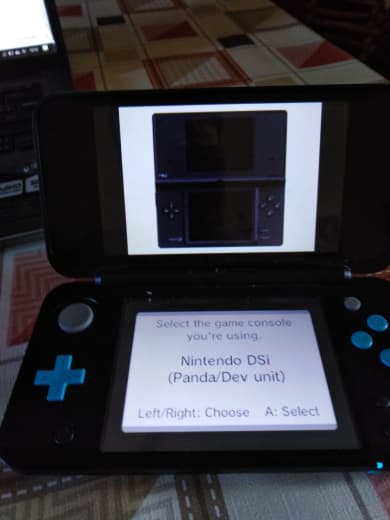 Select the game console
you're using.
Nintendo DSi
(Panda/Dev unit)
Left/Right: Choose A: Select